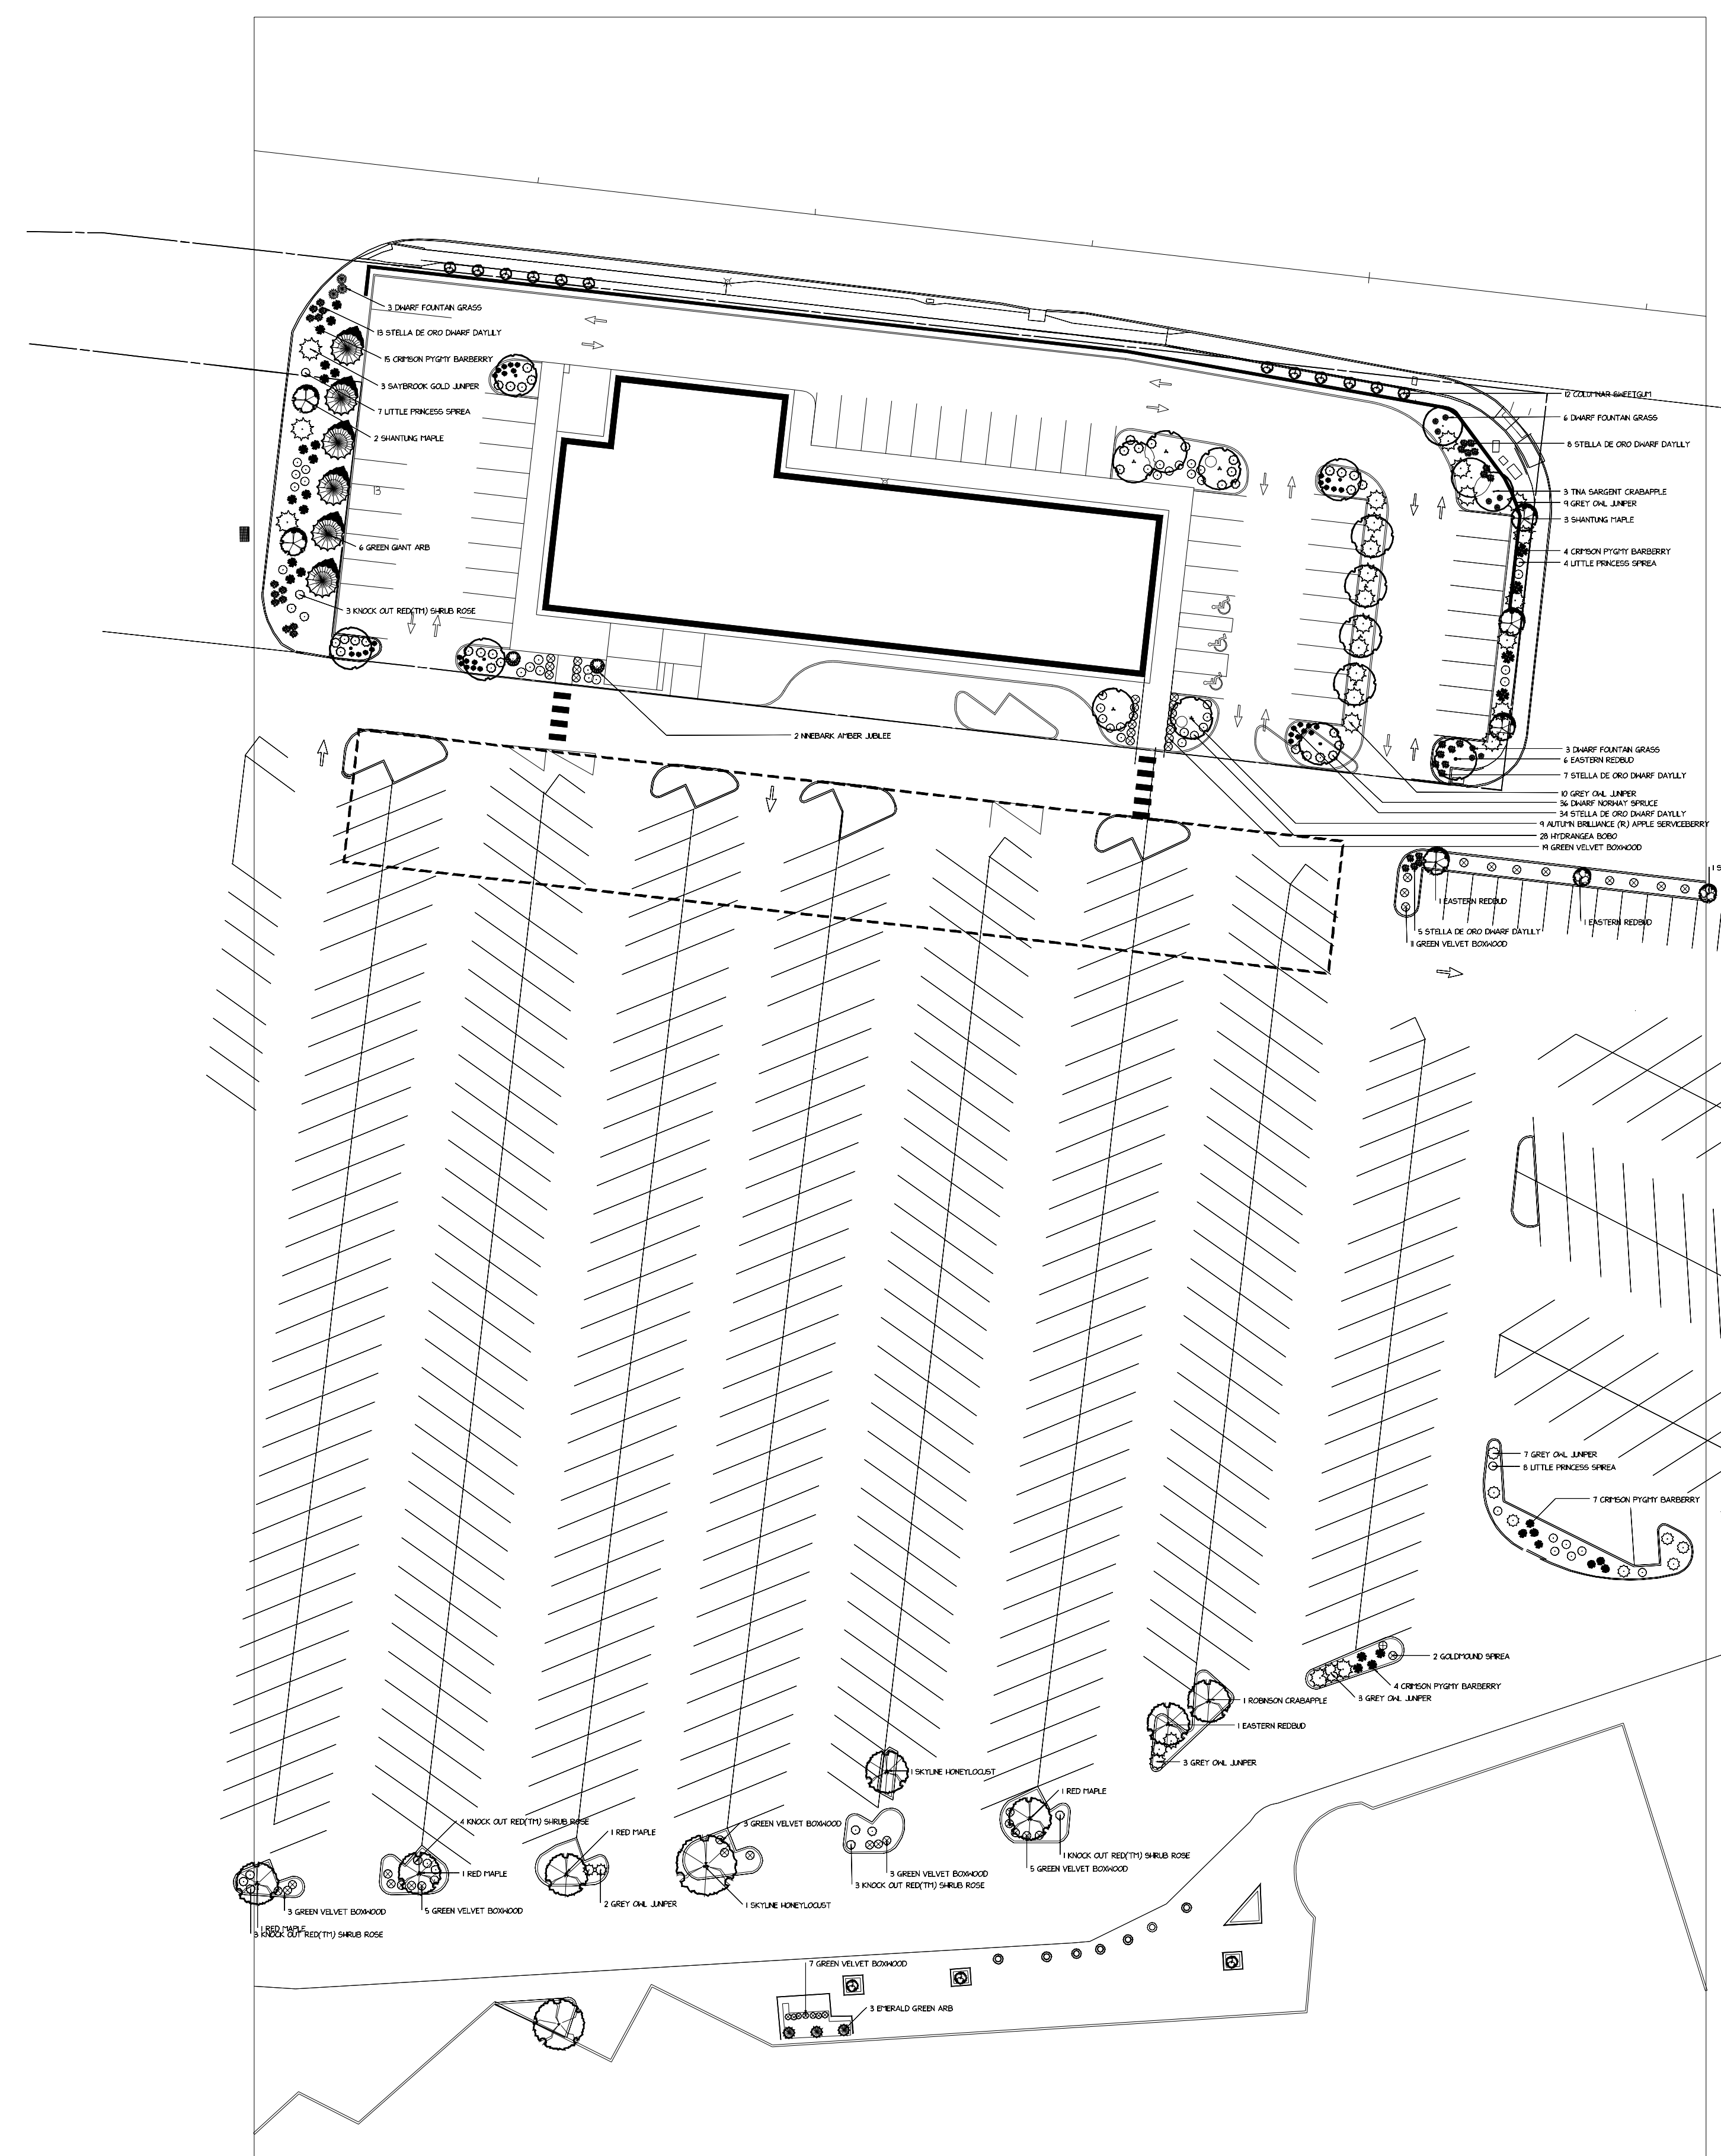 3 DWARF FOUNTAIN GRASS
13 STELLA DE ORO DWARF DAYLILY
15 CRIMSON PYGMY BARBERRY
3 SAYBROOK GOLD JUNIPER
7 LITTLE PRINCESS SPIREA
2 SHANTUNG MAPLE
13
6 GREEN GIANT ARB
3 KNOCK OUT RED(TM) SHRUB ROSE
2 NINEBARK AMBER JUBILEE
12 COLUMNAR SWEETGUM
6 DWARF FOUNTAIN GRASS
8 STELLA DE ORO DWARF DAYLILY
3 TINA SARGENT CRABAPPLE
9 GREY OWL JUNIPER
3 SHANTUNG MAPLE
4 CRIMSON PYGMY BARBERRY
4 LITTLE PRINCESS SPIREA
3 DWARF FOUNTAIN GRASS
6 EASTERN REDBUD
7 STELLA DE ORO DWARF DAYLILY
10 GREY OWL JUNIPER
36 DWARF NORWAY SPRUCE
34 STELLA DE ORO DWARF DAYLILY
9 AUTUMN BRILLIANCE (R) APPLE SERVICEBERRY
28 HYDRANGEA BOBO
19 GREEN VELVET BOXWOOD
1 S
1 EASTERN REDBUD
1 EASTERN REDBUD
5 STELLA DE ORO DWARF DAYLILY
11 GREEN VELVET BOXWOOD
7 GREY OWL JUNIPER
8 LITTLE PRINCESS SPIREA
7 CRIMSON PYGMY BARBERRY
2 GOLDMOUND SPIREA
4 CRIMSON PYGMY BARBERRY
3 GREY OWL JUNIPER
1 ROBINSON CRABAPPLE
1 EASTERN REDBUD
3 GREY OWL JUNIPER
1 SKYLINE HONEYLOCUST
1 RED MAPLE
1 KNOCK OUT RED(TM) SHRUB ROSE
5 GREEN VELVET BOXWOOD
3 GREEN VELVET BOXWOOD
3 KNOCK OUT RED(TM) SHRUB ROSE
3 GREEN VELVET BOXWOOD
1 SKYLINE HONEYLOCUST
1 RED MAPLE
2 GREY OWL JUNIPER
4 KNOCK OUT RED(TM) SHRUB ROSE
1 RED MAPLE
5 GREEN VELVET BOXWOOD
3 GREEN VELVET BOXWOOD
1 RED MAPLE
3 KNOCK OUT RED(TM) SHRUB ROSE
7 GREEN VELVET BOXWOOD
3 EMERALD GREEN ARB